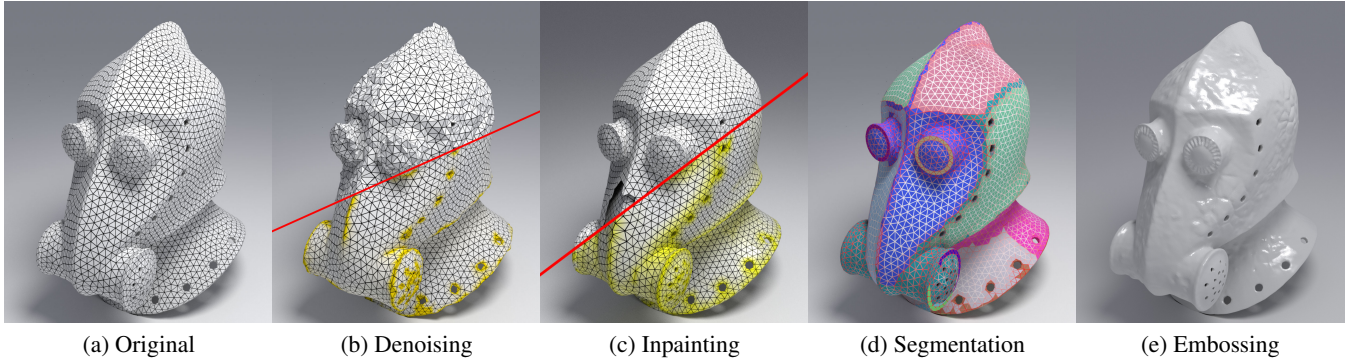 (a) Original
(b) Denoising
(c) Inpainting
(d) Segmentation
(e) Embossing